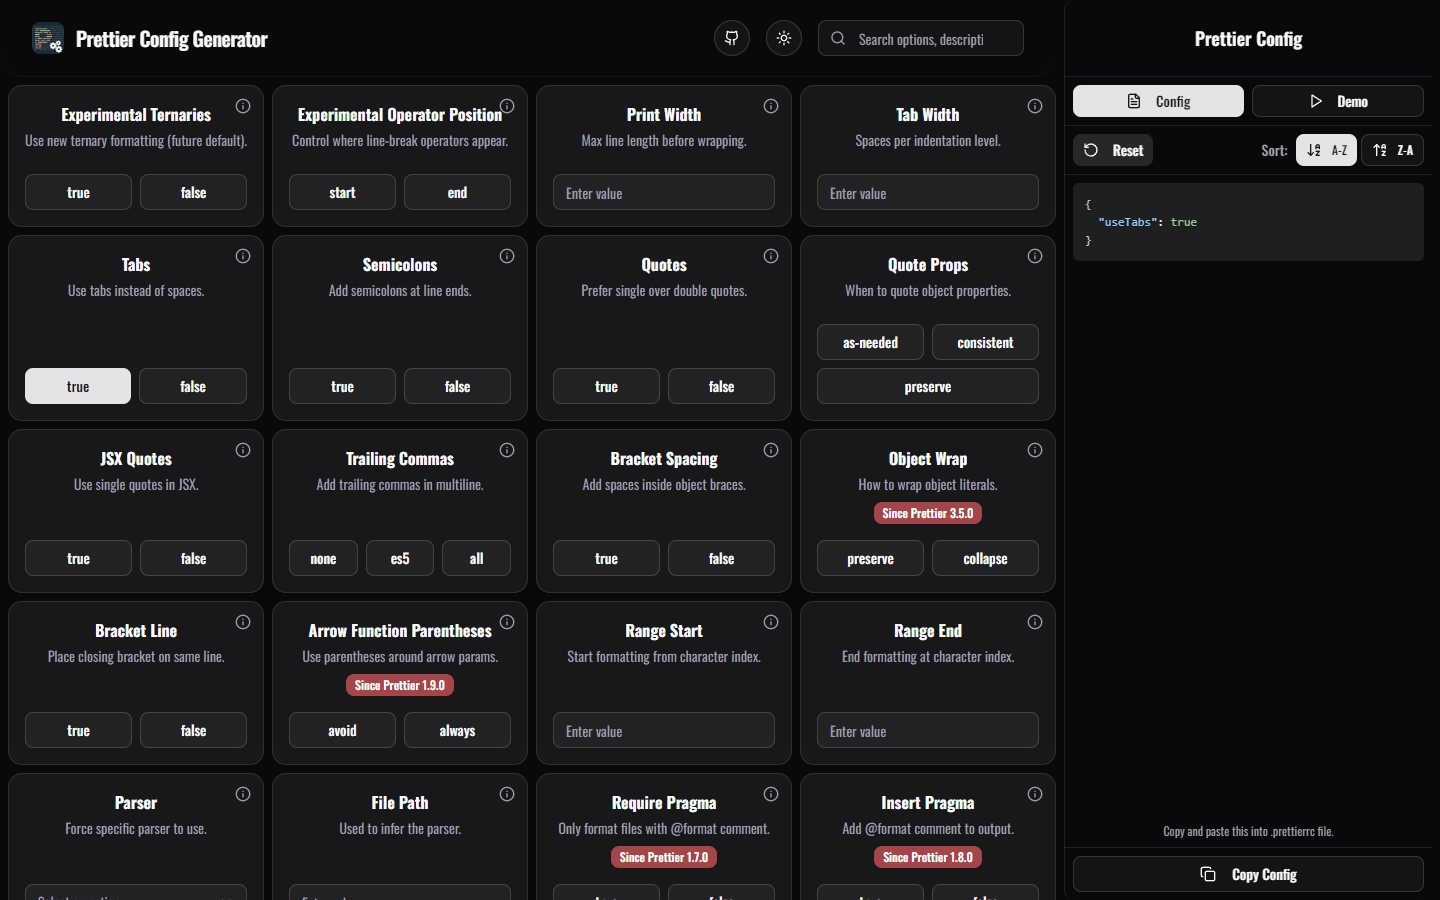 Prettier Config Generator
Search options, descripti
Prettier Config
Config
Demo
Reset
Sort:
A-Z
Z-A
{
"useTabs": true
}
Copy and paste this into .prettierrc file.
Copy Config
Experimental Ternaries
Use new ternary formatting (future default).
true
false
Experimental Operator Position
Control where line-break operators appear.
start
end
Print Width
Max line length before wrapping.
Enter value
Tab Width
Spaces per indentation level.
Enter value
Tabs
Use tabs instead of spaces.
true
false
Semicolons
Add semicolons at line ends.
true
false
Quotes
Prefer single over double quotes.
true
false
Quote Props
When to quote object properties.
as-needed
consistent
preserve
JSX Quotes
Use single quotes in JSX.
true
false
Trailing Commas
Add trailing commas in multiline.
none
es5
all
Bracket Spacing
Add spaces inside object braces.
true
false
Object Wrap
How to wrap object literals.
Since Prettier 3.5.0
preserve
collapse
Bracket Line
Place closing bracket on same line.
true
false
Arrow Function Parentheses
Use parentheses around arrow params.
Since Prettier 1.9.0
avoid
always
Range Start
Start formatting from character index.
Enter value
Range End
End formatting at character index.
Enter value
Parser
Force specific parser to use.
File Path
Used to infer the parser.
Require Pragma
Only format files with @format comment.
Since Prettier 1.7.0
Insert Pragma
Add @format comment to output.
Since Prettier 1.8.0